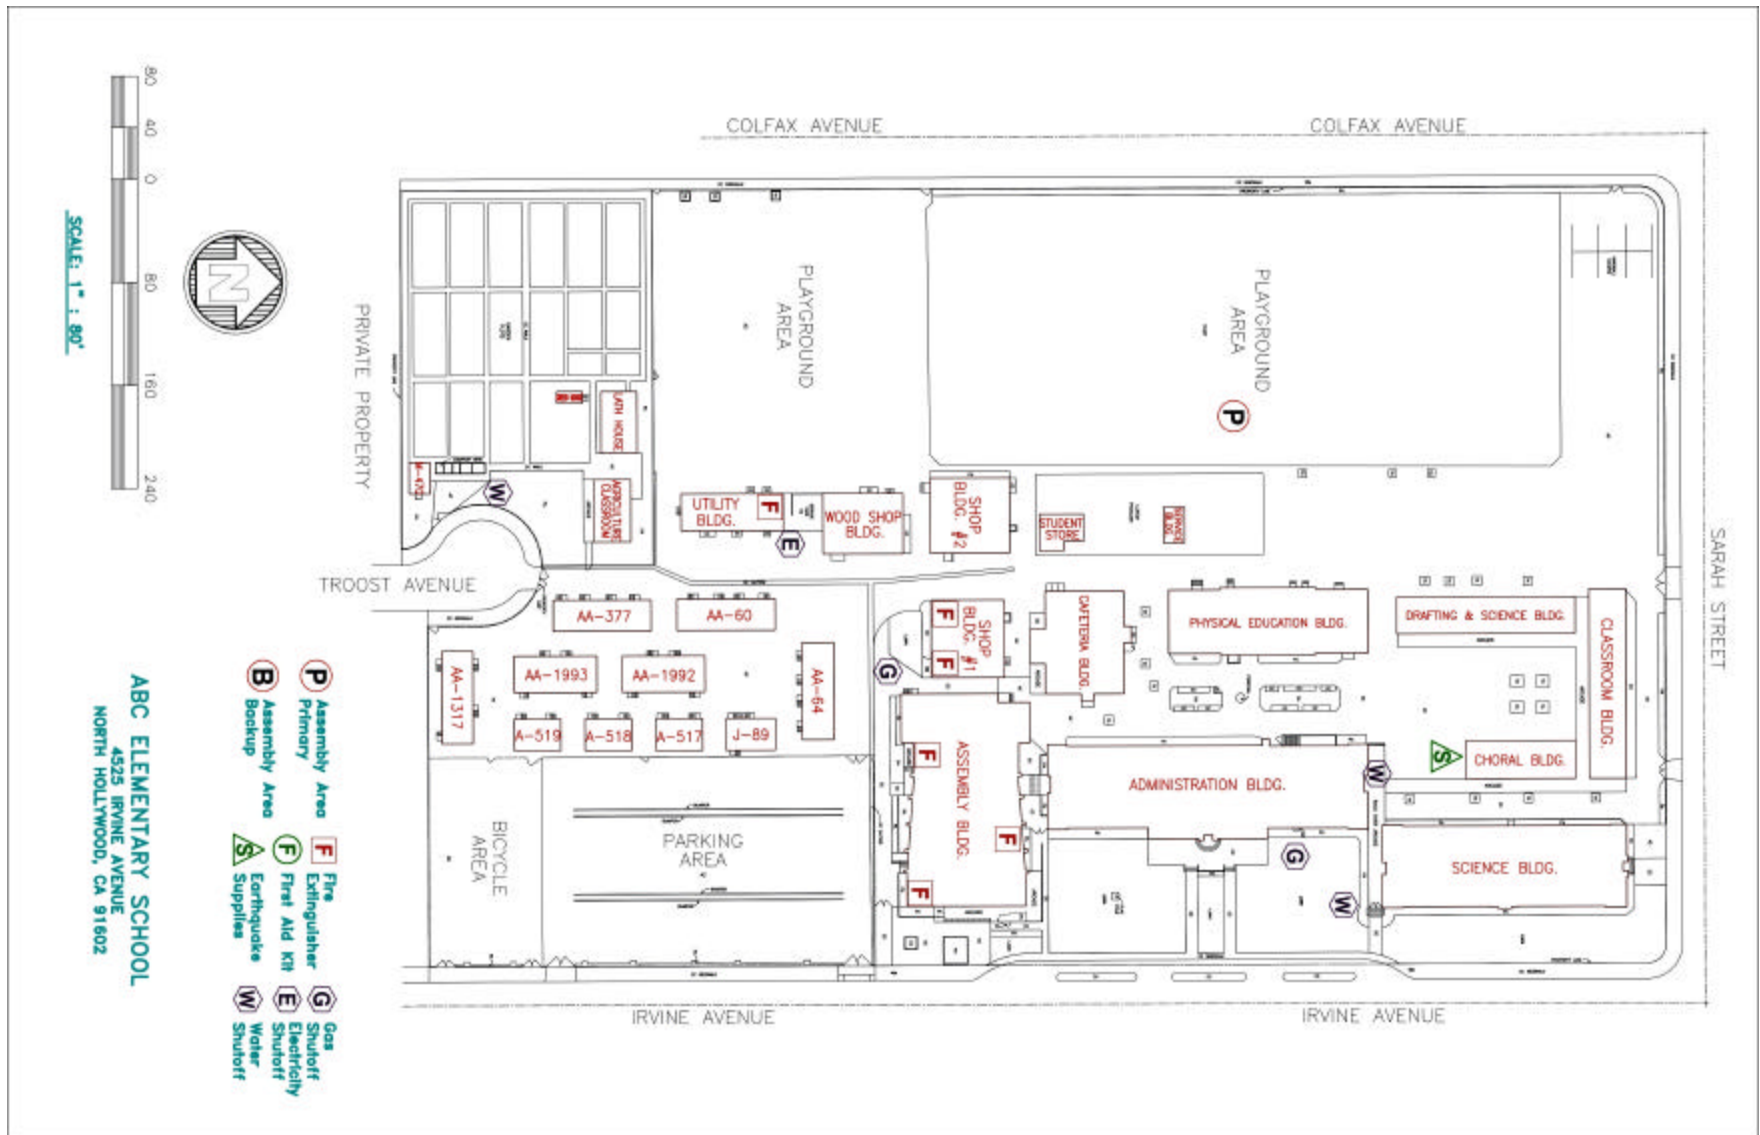 COLFAX AVENUE
COLFAX AVENUE
80
40
0
80
160
240
SCALE: 1" : 80'
N
PRIVATE PROPERTY
PLAYGROUND
AREA
PLAYGROUND
AREA
P
LATH HOUSE
AGRICULTURE
CLASSROOM
W
UTILITY
BLDG.
F
E
WOOD SHOP
BLDG.
SHOP
BLDG. #2
STUDENT
STORE
SERVICE
BLDG.
SARAH STREET
TROOST AVENUE
AA-377
AA-60
AA-1317
AA-1993
AA-1992
AA-64
A-519
A-518
A-517
J-89
G
F
F
SHOP
BLDG. #1
CAFETERIA BLDG.
PHYSICAL EDUCATION BLDG.
DRAFTING & SCIENCE BLDG.
CLASSROOM BLDG.
S
CHORAL BLDG.
ASSEMBLY BLDG.
F
F
F
ADMINISTRATION BLDG.
W
G
W
SCIENCE BLDG.
BICYCLE
AREA
PARKING
AREA
IRVINE AVENUE
IRVINE AVENUE
P Assembly Area
Primary
B Assembly Area
Backup
F Fire
Extinguisher
F First Aid Kit
S Earthquake
Supplies
G Gas
Shutoff
E Electricity
Shutoff
W Water
Shutoff
ABC ELEMENTARY SCHOOL
4525 IRVINE AVENUE
NORTH HOLLYWOOD, CA 91602